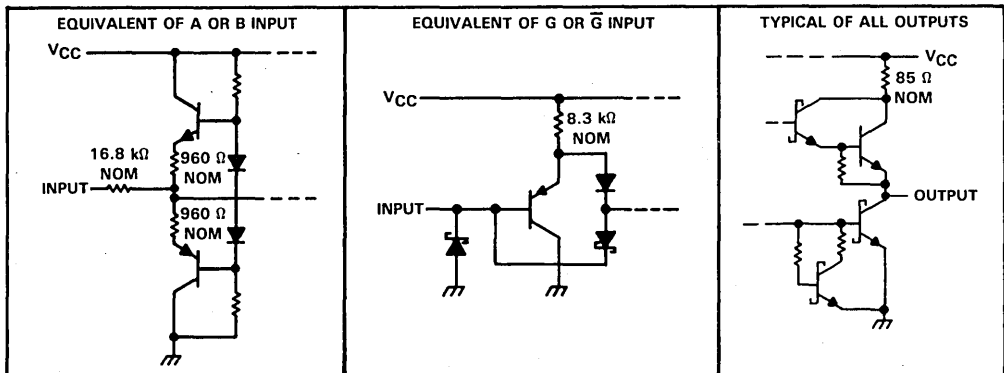 EQUIVALENT OF A OR B INPUT
VCC
16.8 kΩ
NOM
960 Ω
NOM
INPUT
960 Ω
NOM
EQUIVALENT OF G OR G̅ INPUT
VCC
8.3 kΩ
NOM
INPUT
TYPICAL OF ALL OUTPUTS
VCC
85 Ω
NOM
OUTPUT